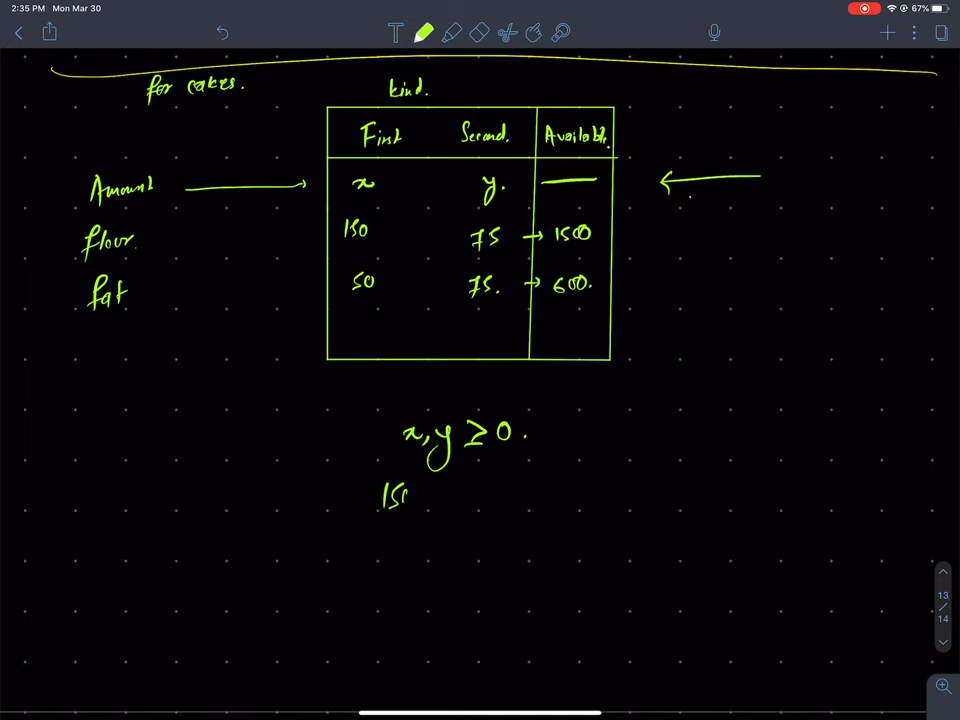 2:35 PM Mon Mar 30
67%
for cakes.
kind.
First Second. Available.
Amount → x y. —
flour. 150 75 → 1500
fat 50 75. → 600.
x, y ≥ 0.
150
13
/
14